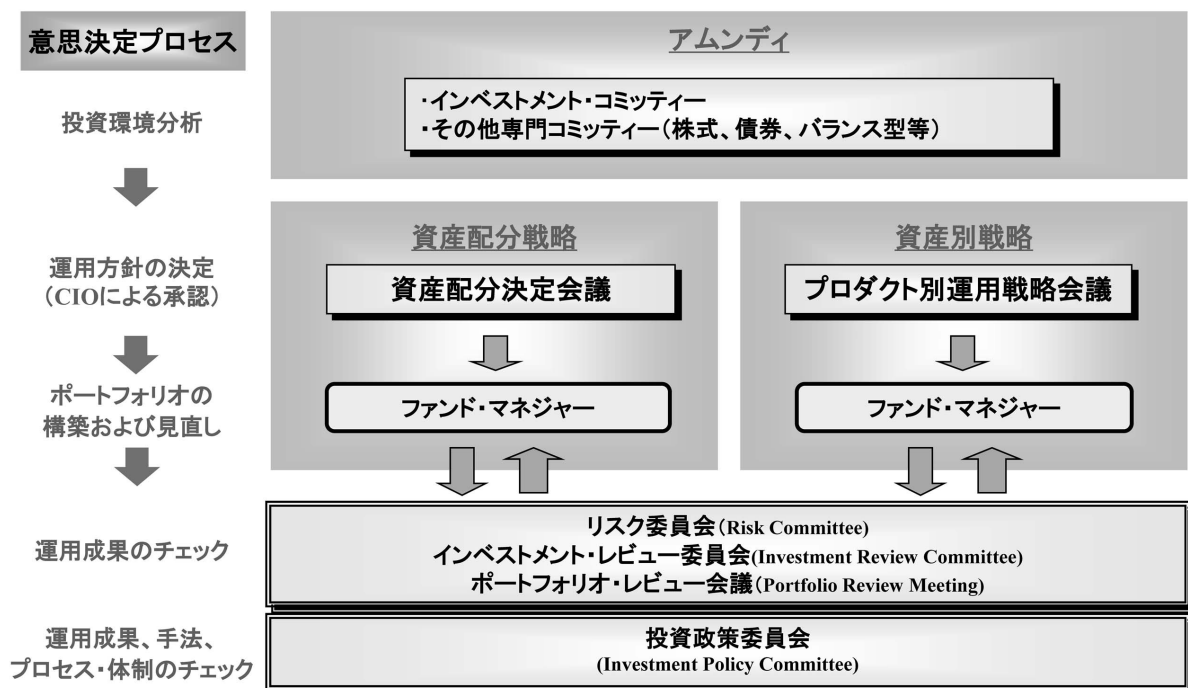 意思決定プロセス
アムンディ
・インベストメント・コミッティー
・その他専門コミッティー（株式、債券、バランス型等）
投資環境分析
資産配分戦略
資産別戦略
運用方針の決定
（CIOによる承認）
資産配分決定会議
プロダクト別運用戦略会議
ポートフォリオの
構築および見直し
ファンド・マネジャー
ファンド・マネジャー
運用成果のチェック
リスク委員会（Risk Committee）
インベストメント・レビュー委員会(Investment Review Committee)
ポートフォリオ・レビュー会議（Portfolio Review Meeting)
運用成果、手法、
プロセス・体制のチェック
投資政策委員会
(Investment Policy Committee)